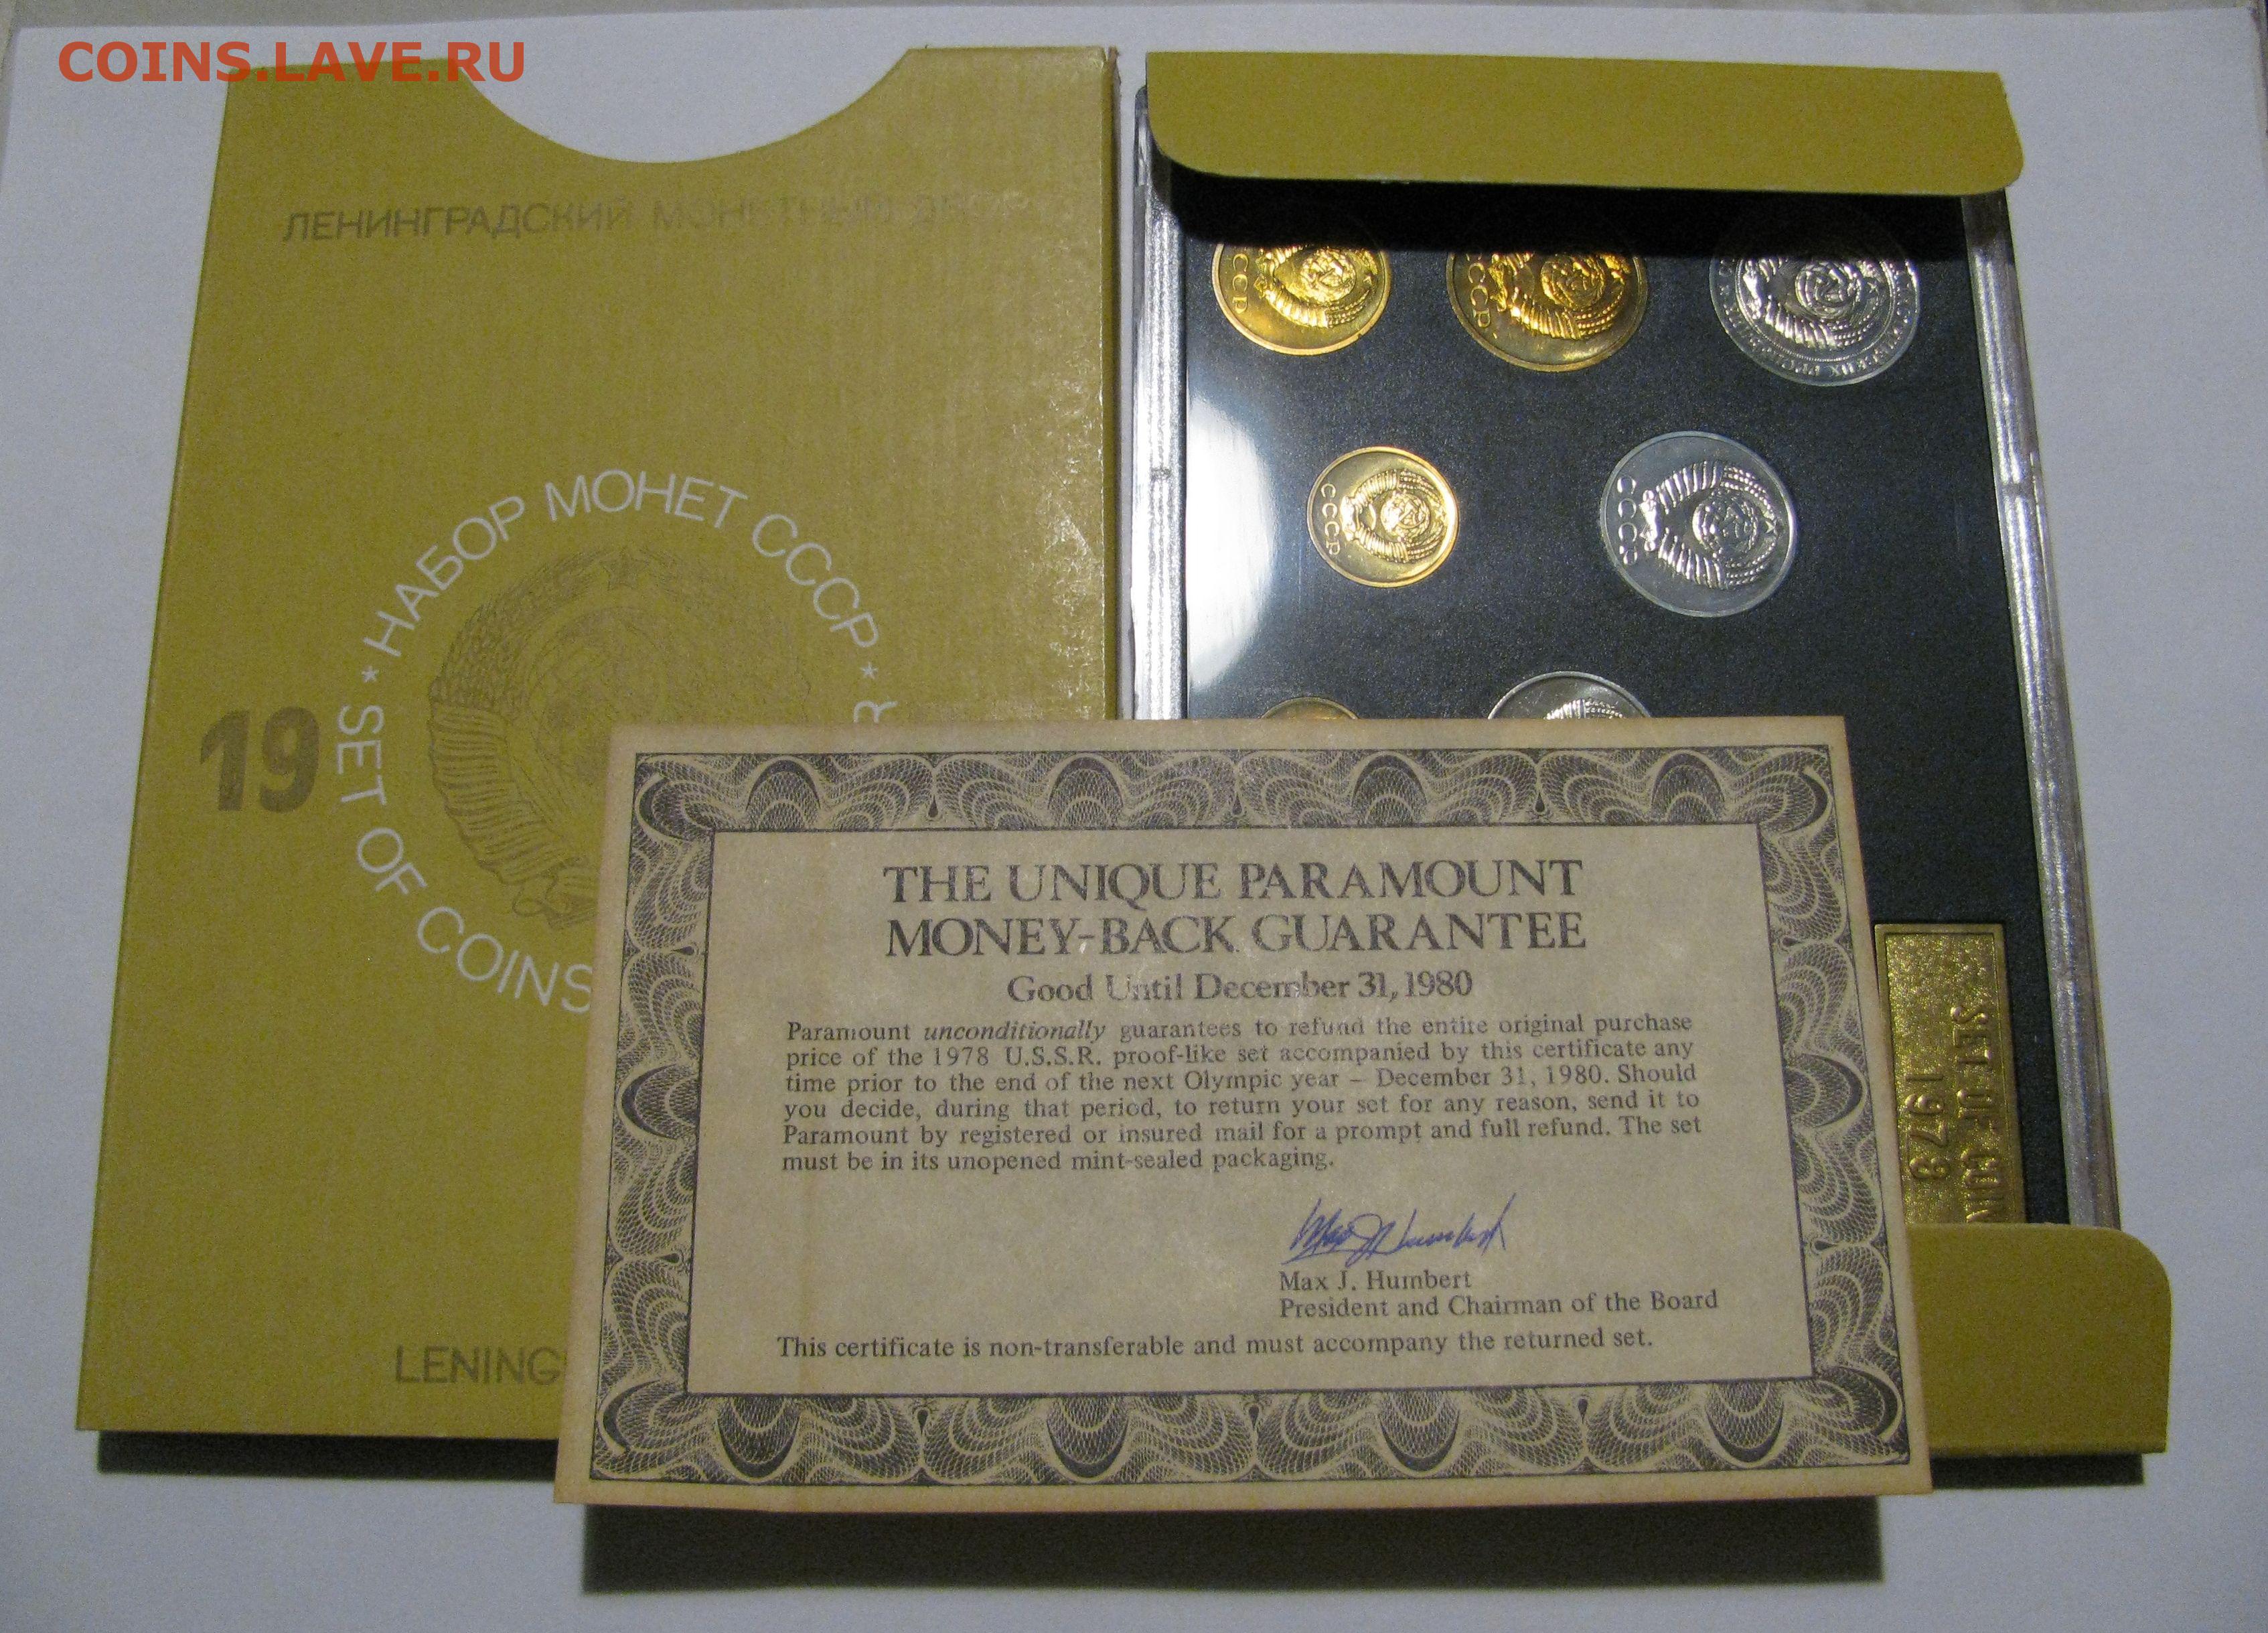 COINS.LAVE.RU
ЛЕНИНГРАДСКИЙ МОНЕТНЫЙ ДВОР
* НАБОР МОНЕТ СССР *
SET OF COINS
19
LENING
СССР
СССР
СССР
СССР
SET OF COIN
1978
THE UNIQUE PARAMOUNT
MONEY-BACK GUARANTEE
Good Until December 31, 1980
Paramount unconditionally guarantees to refund the entire original purchase
price of the 1978 U.S.S.R. proof-like set accompanied by this certificate any
time prior to the end of the next Olympic year – December 31, 1980. Should
you decide, during that period, to return your set for any reason, send it to
Paramount by registered or insured mail for a prompt and full refund. The set
must be in its unopened mint-sealed packaging.
Max J. Humbert
Max J. Humbert
President and Chairman of the Board
This certificate is non-transferable and must accompany the returned set.